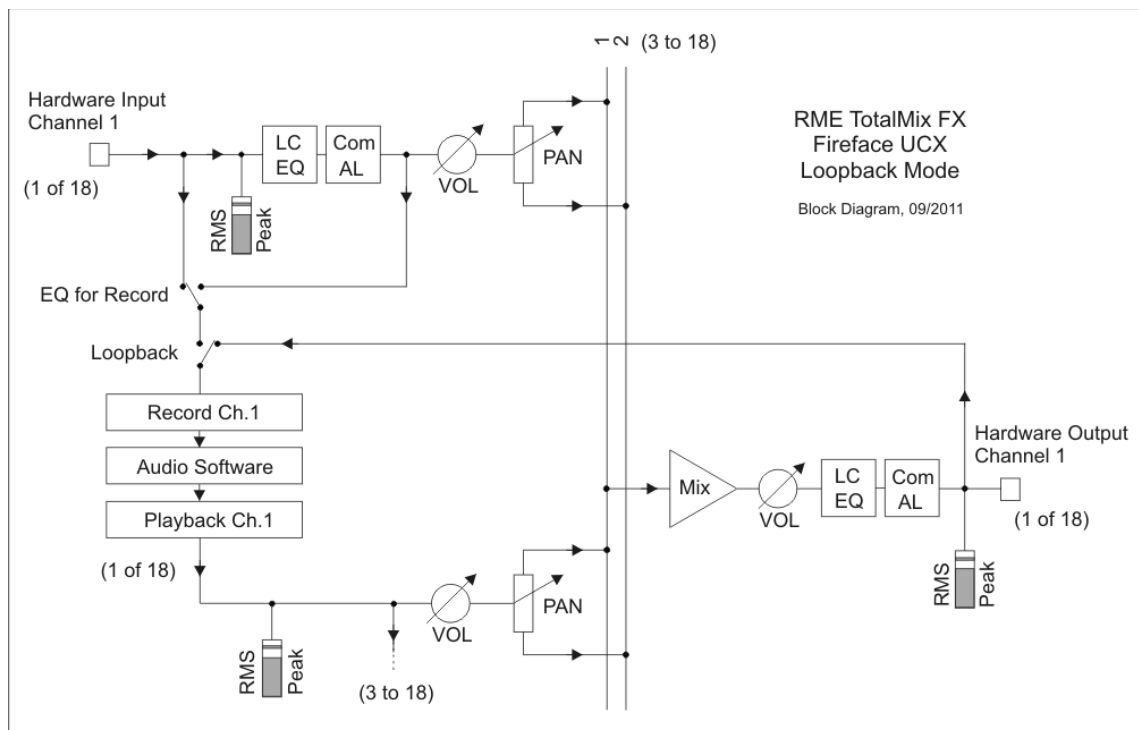 1
2
(3 to 18)
Hardware Input
Channel 1
(1 of 18)
LC
EQ
Com
AL
VOL
PAN
RMS
Peak
RME TotalMix FX
Fireface UCX
Loopback Mode
Block Diagram, 09/2011
EQ for Record
Loopback
Record Ch.1
Audio Software
Playback Ch.1
(1 of 18)
RMS
Peak
(3 to 18)
VOL
PAN
Mix
VOL
LC
EQ
Com
AL
Hardware Output
Channel 1
(1 of 18)
RMS
Peak